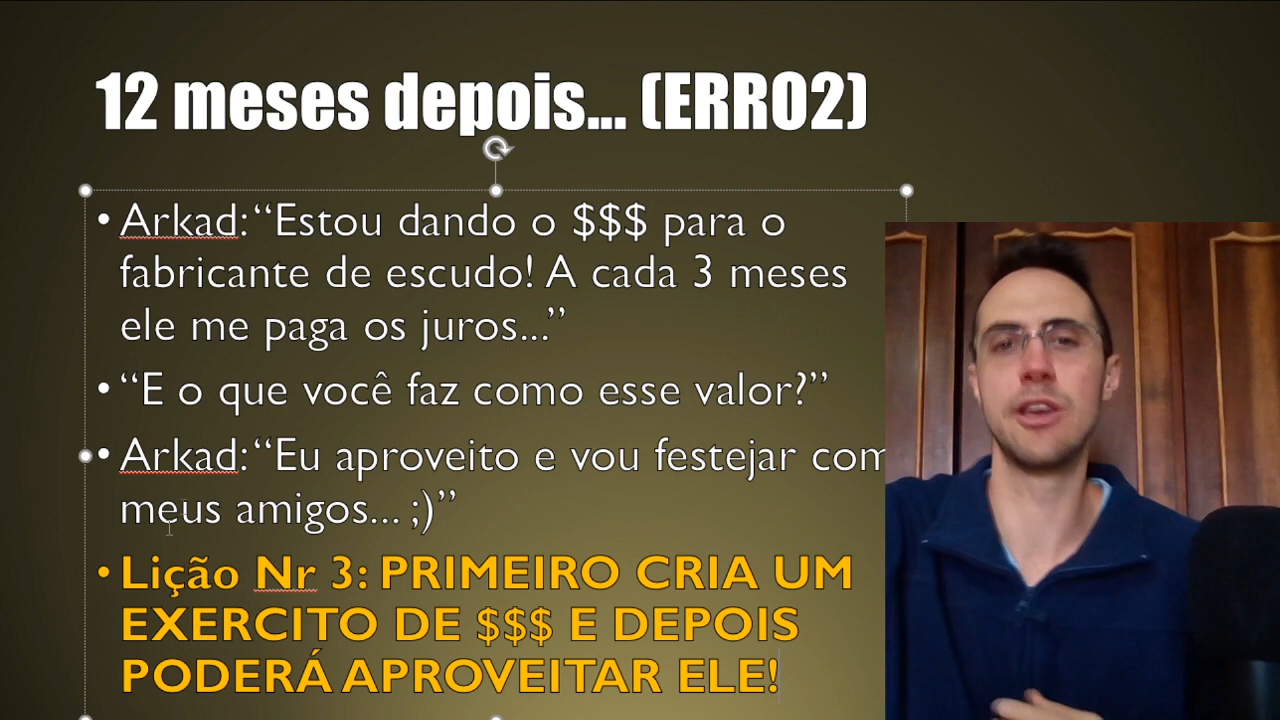 12 meses depois... (ERRO2)
• Arkad: “Estou dando o $$$ para o
fabricante de escudo! A cada 3 meses
ele me paga os juros...”
• “E o que você faz como esse valor?”
• Arkad: “Eu aproveito e vou festejar com
meus amigos... ;)”
• Lição Nr 3: PRIMEIRO CRIA UM
EXERCITO DE $$$ E DEPOIS
PODERÁ APROVEITAR ELE!